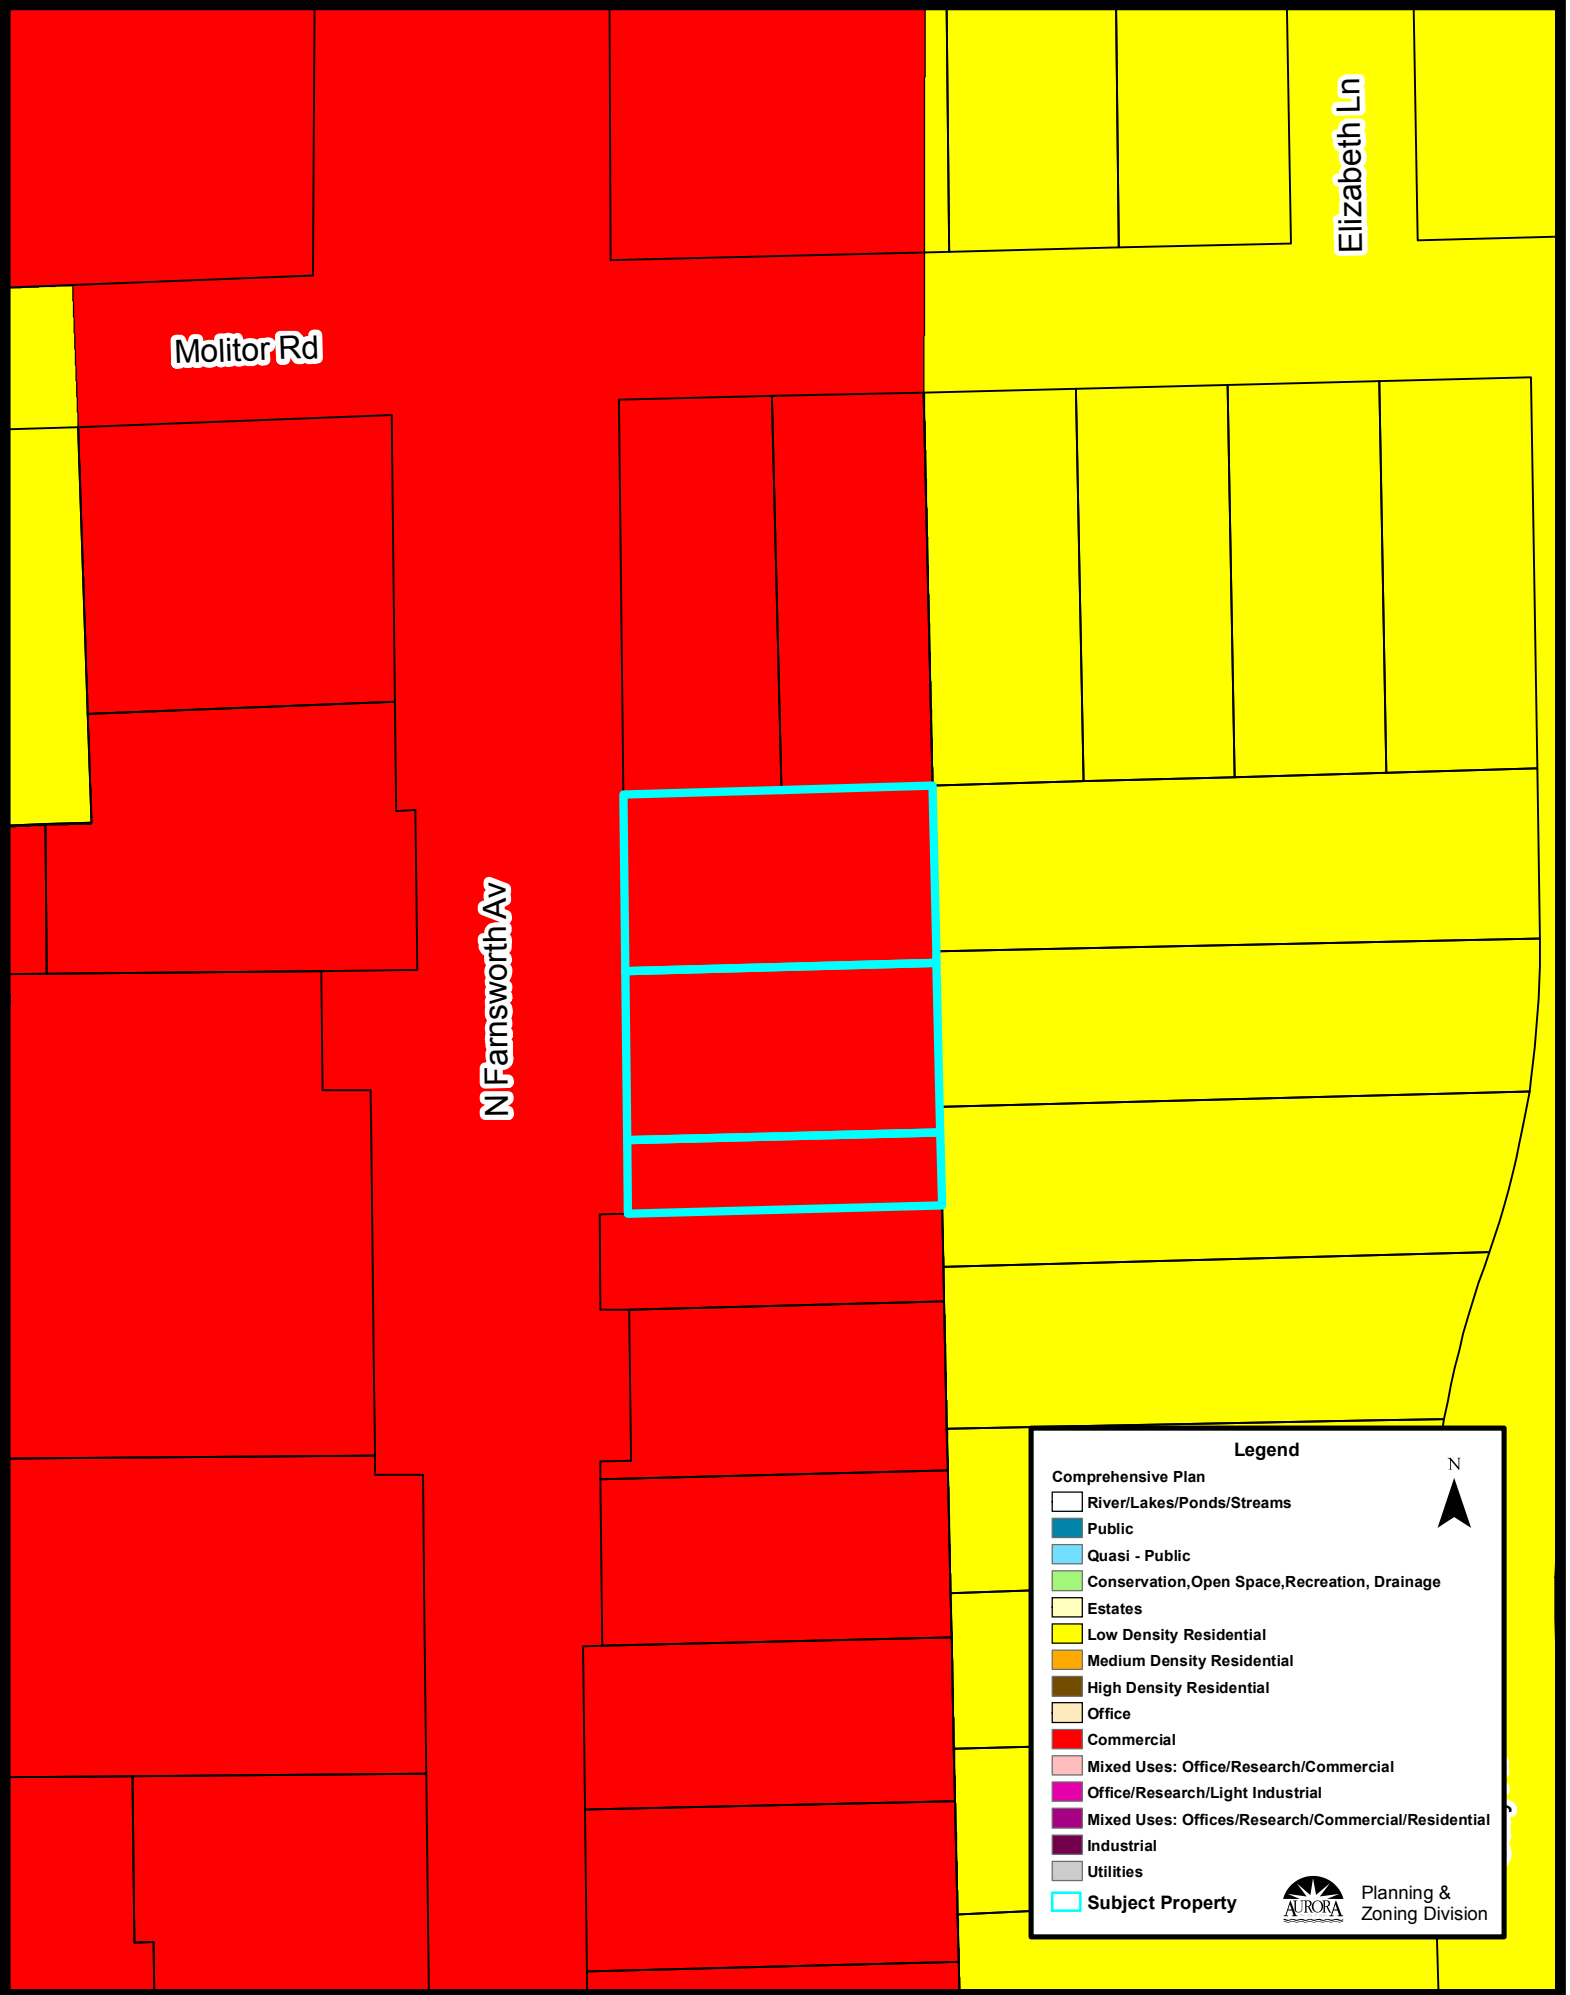 Elizabeth Ln
Molitor Rd
N Farnsworth Av
Legend
Comprehensive Plan
N
River/Lakes/Ponds/Streams
Public
Quasi - Public
Conservation,Open Space,Recreation, Drainage
Estates
Low Density Residential
Medium Density Residential
High Density Residential
Office
Commercial
Mixed Uses: Office/Research/Commercial
Office/Research/Light Industrial
Mixed Uses: Offices/Research/Commercial/Residential
Industrial
Utilities
Subject Property
AURORA
Planning &
Zoning Division